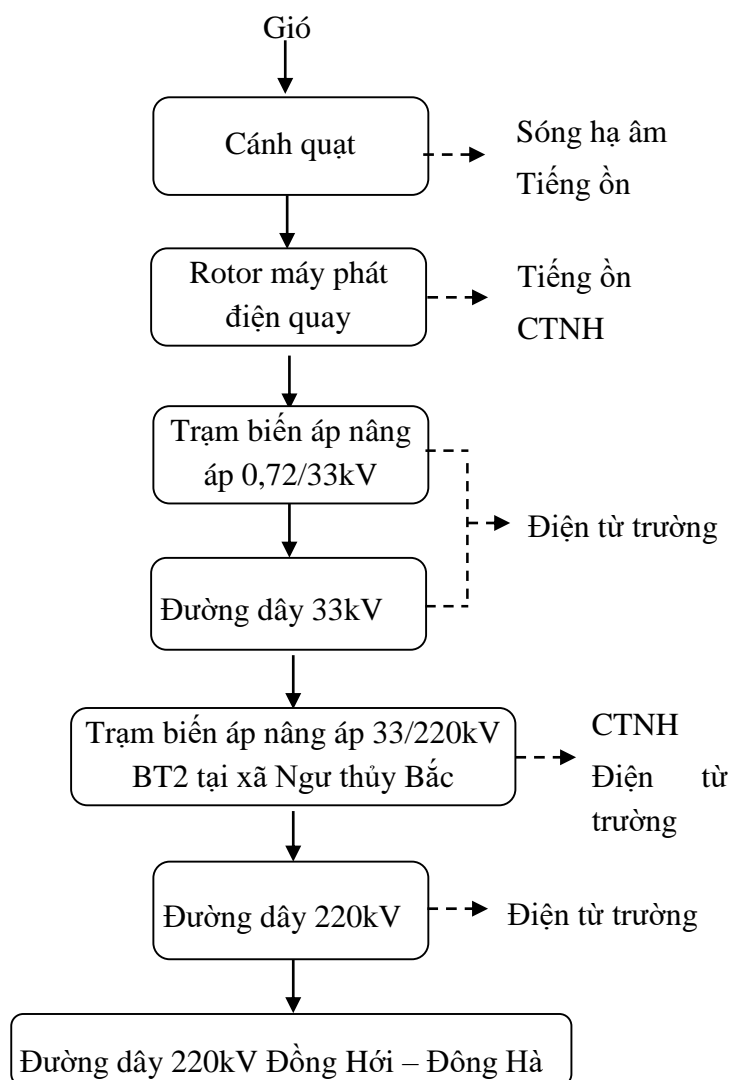 Gió
Cánh quạt
Sóng hạ âm
Tiếng ồn
Rotor máy phát
điện quay
Tiếng ồn
CTNH
Trạm biến áp nâng
áp 0,72/33kV
Điện từ trường
Đường dây 33kV
Trạm biến áp nâng áp 33/220kV
BT2 tại xã Ngư thủy Bắc
CTNH
Điện từ
trường
Đường dây 220kV
Điện từ trường
Đường dây 220kV Đồng Hới – Đông Hà